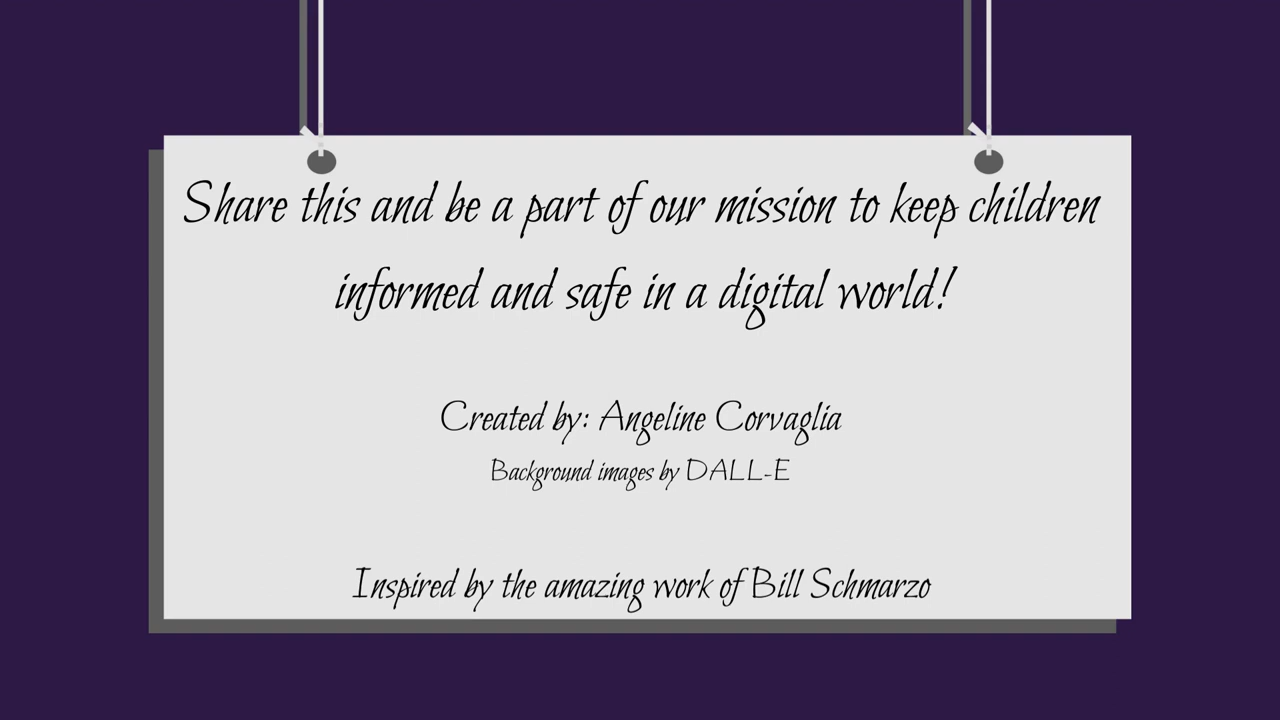 Share this and be a part of our mission to keep children
informed and safe in a digital world!
Created by: Angeline Corvaglia
Background images by DALL-E
Inspired by the amazing work of Bill Schmarzo